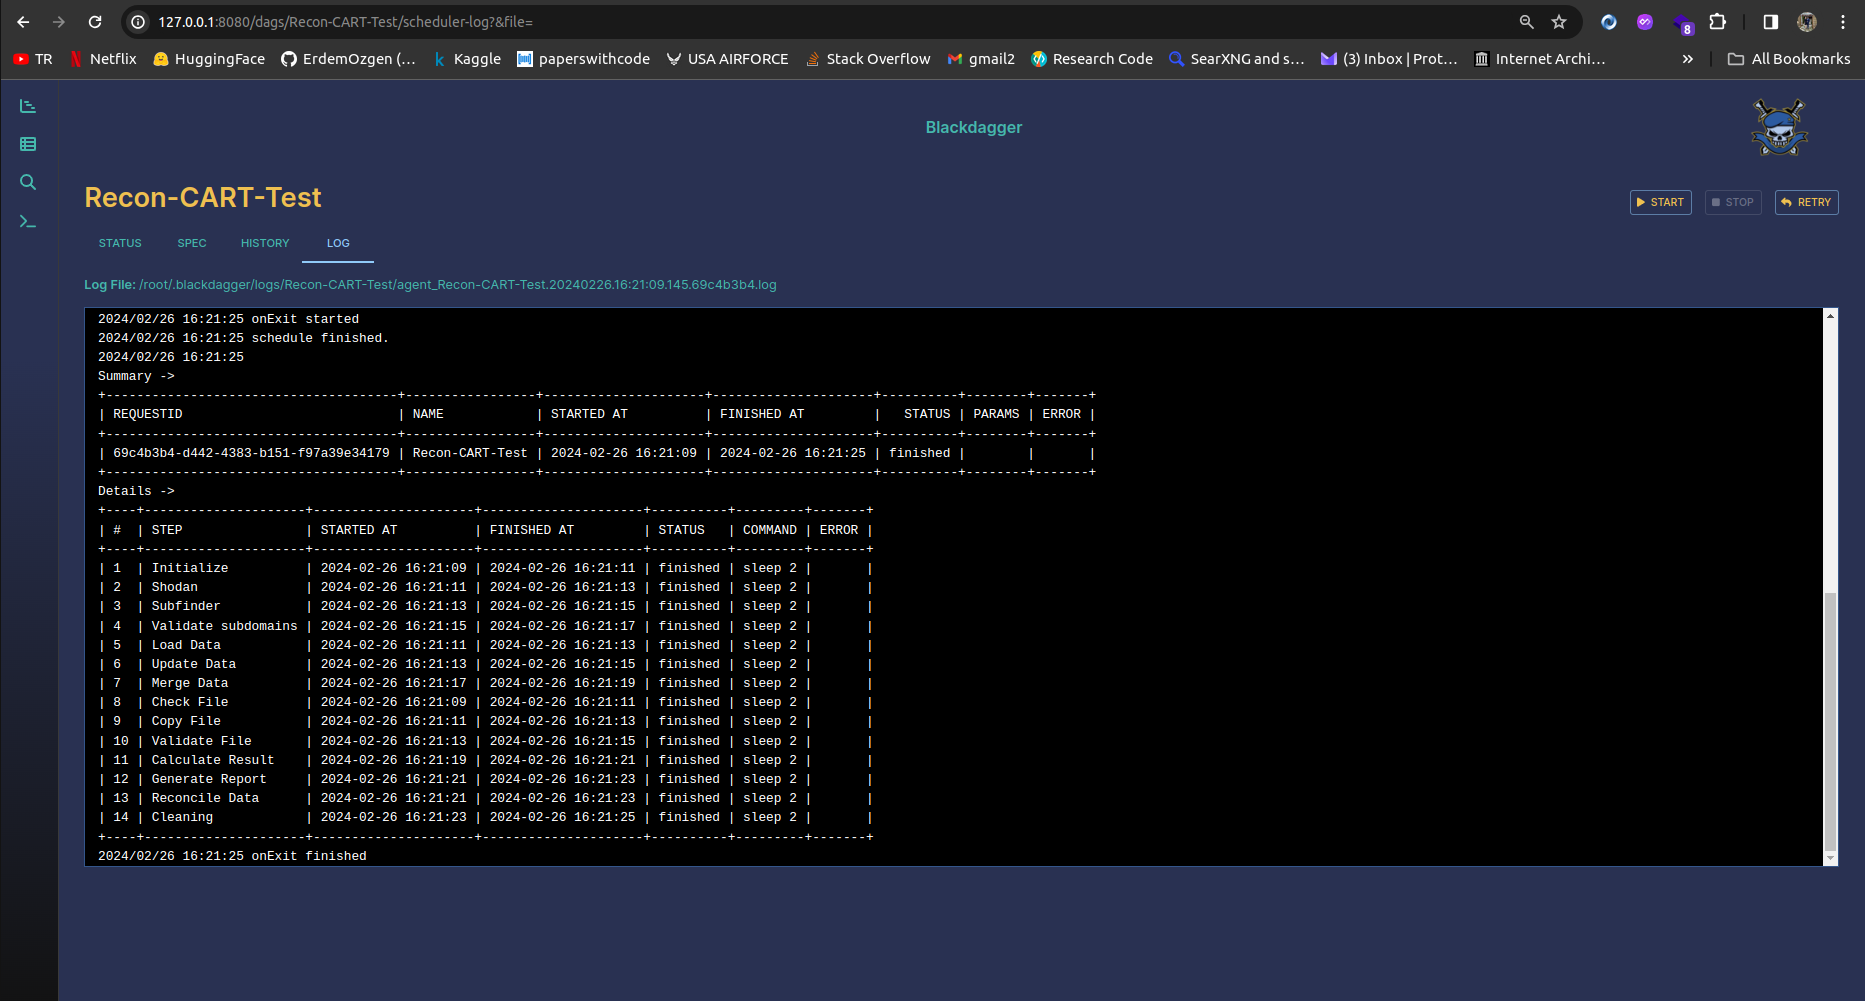 127.0.0.1:8080/dags/Recon-CART-Test/scheduler-log?&file=
8
TR Netflix HuggingFace ErdemOzgen (... Kaggle paperswithcode USA AIRFORCE Stack Overflow gmail2 Research Code SearXNG and s... (3) Inbox | Prot... Internet Archi... » All Bookmarks
Blackdagger
Recon-CART-Test
START STOP RETRY
STATUS SPEC HISTORY LOG
Log File: /root/.blackdagger/logs/Recon-CART-Test/agent_Recon-CART-Test.20240226.16:21:09.145.69c4b3b4.log
2024/02/26 16:21:25 onExit started
2024/02/26 16:21:25 schedule finished.
2024/02/26 16:21:25
Summary ->
+--------------------------------------+-----------------+---------------------+---------------------+----------+--------+-------+
| REQUESTID                            | NAME            | STARTED AT          | FINISHED AT         |   STATUS | PARAMS | ERROR |
+--------------------------------------+-----------------+---------------------+---------------------+----------+--------+-------+
| 69c4b3b4-d442-4383-b151-f97a39e34179 | Recon-CART-Test | 2024-02-26 16:21:09 | 2024-02-26 16:21:25 | finished |        |       |
+--------------------------------------+-----------------+---------------------+---------------------+----------+--------+-------+
Details ->
+----+---------------------+---------------------+---------------------+----------+---------+-------+
| #  | STEP                | STARTED AT          | FINISHED AT         | STATUS   | COMMAND | ERROR |
+----+---------------------+---------------------+---------------------+----------+---------+-------+
| 1  | Initialize          | 2024-02-26 16:21:09 | 2024-02-26 16:21:11 | finished | sleep 2 |       |
| 2  | Shodan              | 2024-02-26 16:21:11 | 2024-02-26 16:21:13 | finished | sleep 2 |       |
| 3  | Subfinder           | 2024-02-26 16:21:13 | 2024-02-26 16:21:15 | finished | sleep 2 |       |
| 4  | Validate subdomains | 2024-02-26 16:21:15 | 2024-02-26 16:21:17 | finished | sleep 2 |       |
| 5  | Load Data           | 2024-02-26 16:21:11 | 2024-02-26 16:21:13 | finished | sleep 2 |       |
| 6  | Update Data         | 2024-02-26 16:21:13 | 2024-02-26 16:21:15 | finished | sleep 2 |       |
| 7  | Merge Data          | 2024-02-26 16:21:17 | 2024-02-26 16:21:19 | finished | sleep 2 |       |
| 8  | Check File          | 2024-02-26 16:21:09 | 2024-02-26 16:21:11 | finished | sleep 2 |       |
| 9  | Copy File           | 2024-02-26 16:21:11 | 2024-02-26 16:21:13 | finished | sleep 2 |       |
| 10 | Validate File       | 2024-02-26 16:21:13 | 2024-02-26 16:21:15 | finished | sleep 2 |       |
| 11 | Calculate Result    | 2024-02-26 16:21:19 | 2024-02-26 16:21:21 | finished | sleep 2 |       |
| 12 | Generate Report     | 2024-02-26 16:21:21 | 2024-02-26 16:21:23 | finished | sleep 2 |       |
| 13 | Reconcile Data      | 2024-02-26 16:21:21 | 2024-02-26 16:21:23 | finished | sleep 2 |       |
| 14 | Cleaning            | 2024-02-26 16:21:23 | 2024-02-26 16:21:25 | finished | sleep 2 |       |
+----+---------------------+---------------------+---------------------+----------+---------+-------+
2024/02/26 16:21:25 onExit finished